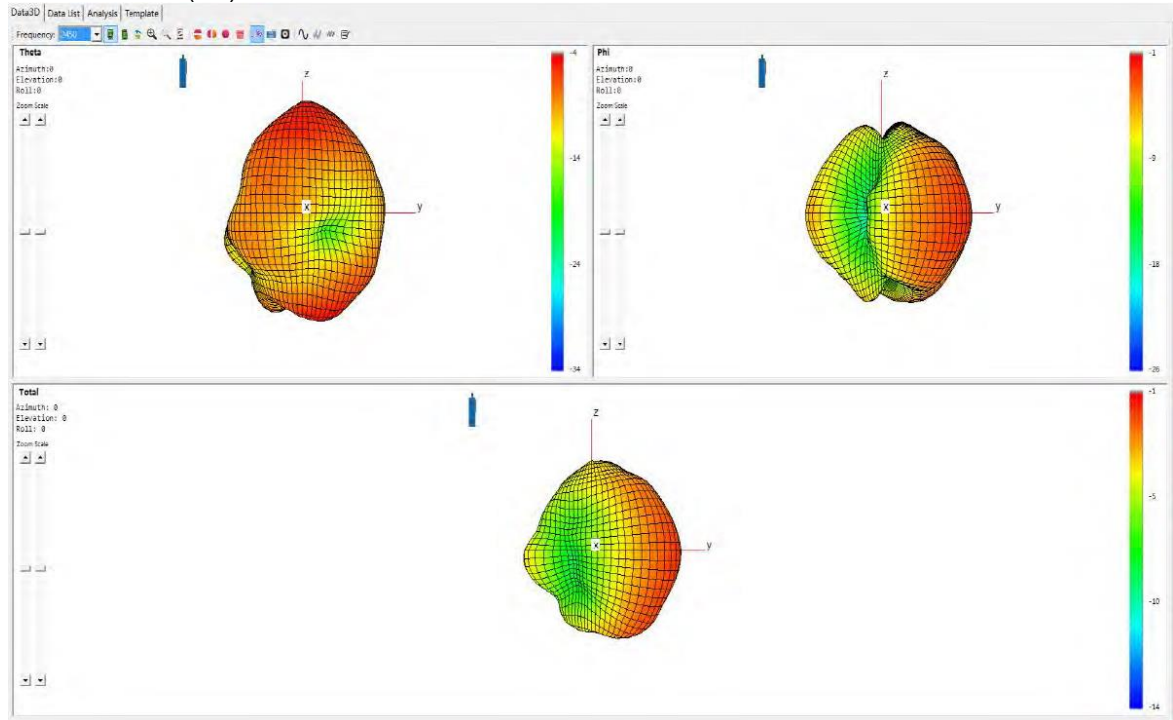 Data3D Data List Analysis Template
Frequency: 2450
Theta
Azimuth:0
Elevation:0
Roll:0
Zoom Scale
z
x
y
-4
-14
-24
-34
Phi
Azimuth:0
Elevation:0
Roll:0
Zoom Scale
z
x
y
-1
-9
-18
-26
Total
Azimuth: 0
Elevation: 0
Roll: 0
Zoom Scale
z
x
y
-1
-5
-10
-14